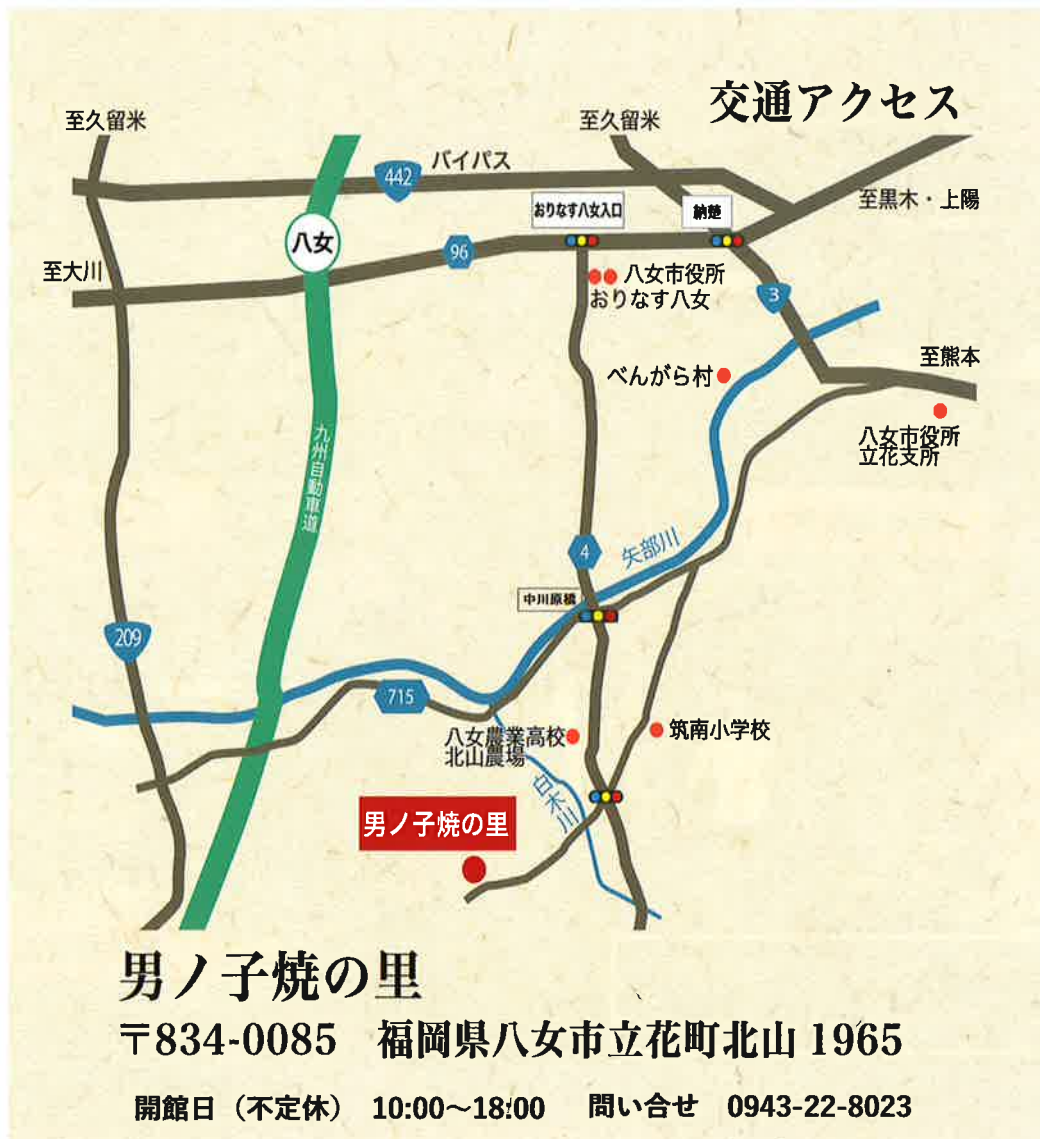 交通アクセス
至久留米
至久留米
442
バイパス
至黒木・上陽
おりなす八女入口
納楚
八女
96
至大川
八女市役所
おりなす八女
3
べんがら村
至熊本
八女市役所
立花支所
九州自動車道
4
矢部川
中川原橋
209
715
八女農業高校
北山農場
筑南小学校
白木川
男ノ子焼の里
男ノ子焼の里
〒834-0085 福岡県八女市立花町北山1965
開館日（不定休） 10:00～18:00 問い合せ 0943-22-8023